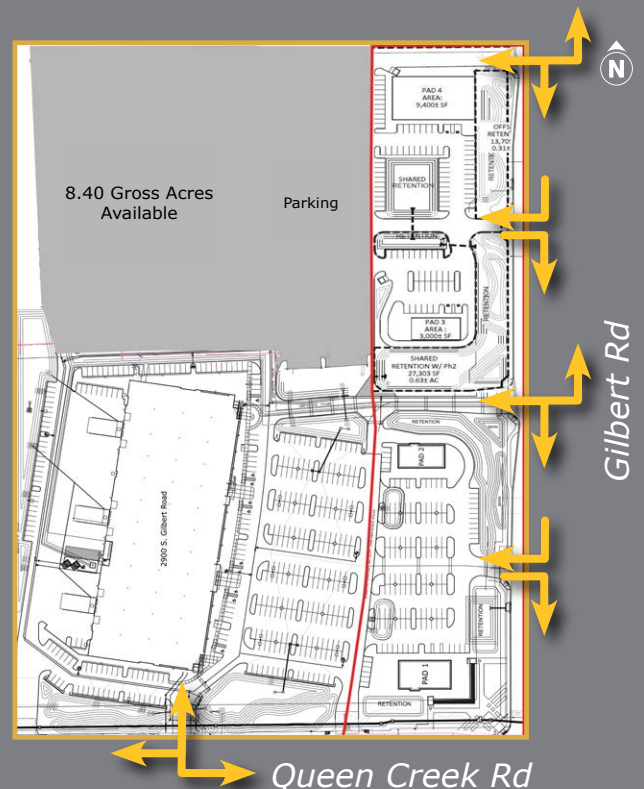 N
PAD 4
AREA:
9,400± SF
OFFS
RETENT
13,70
0.31±
RETENTIO
SHARED
RETENTION
8.40 Gross Acres
Available
Parking
RETENTION
RETENTION
PAD 3
AREA :
3,000± SF
SHARED
RETENTION W/ Ph2
27,303 SF
0.63± AC
Gilbert Rd
RETENTION
PAD 2
2900 S. Gilbert Road
RETENTION
PAD 1
RETENTION
Queen Creek Rd